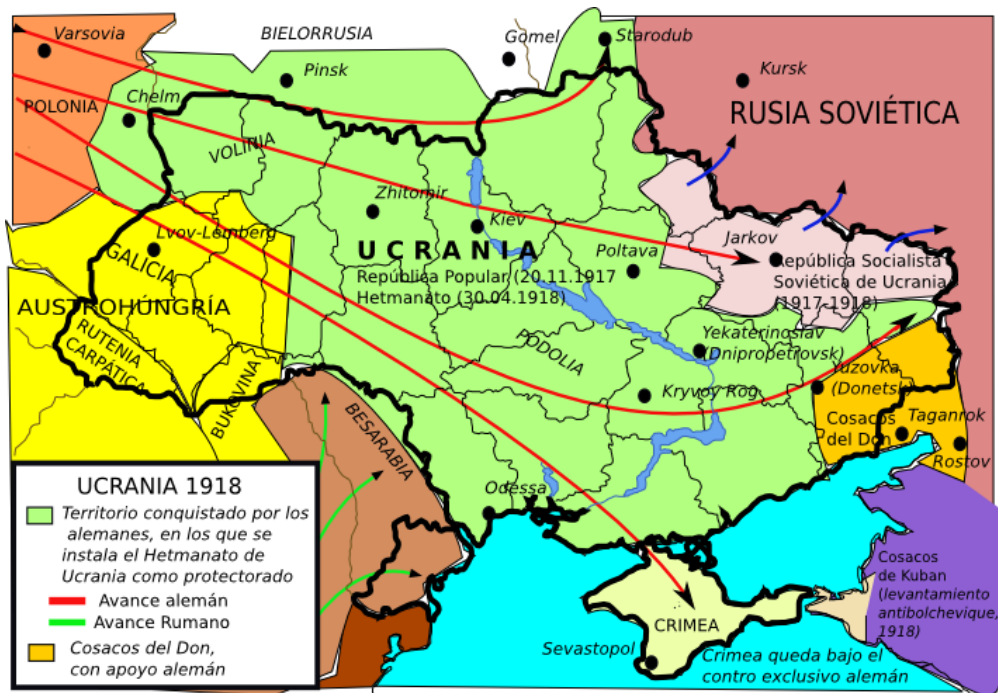 Varsovia
BIELORRUSIA
Gomel
Starodub
Pinsk
Kursk
POLONIA
Chelm
RUSIA SOVIÉTICA
VOLINIA
Zhitomir
Kiev
Lvov-Lemberg
UCRANIA
Poltava
Jarkov
GALICIA
República Popular (20.11.1917
Hetmanato (30.04.1918)
República Socialista
Soviética de Ucrania
(1917-1918)
AUSTROHÚNGRÍA
RUTENIA
CARPÁTICA
PODOLIA
Yekaterinoslav
(Dnipropetrovsk)
BUKOVINA
Yuzovka
(Donetsk)
Kryvoy Rog
BESARABIA
Cosacos
del Don
Taganrok
Rostov
Odessa
UCRANIA 1918
Territorio conquistado por los
alemanes, en los que se
instala el Hetmanato de
Ucrania como protectorado
Avance alemán
Avance Rumano
Cosacos del Don,
con apoyo alemán
Cosacos
de Kuban
(levantamiento
antibolchevique,
1918)
CRIMEA
Sevastopol
Crimea queda bajo el
contro exclusivo alemán